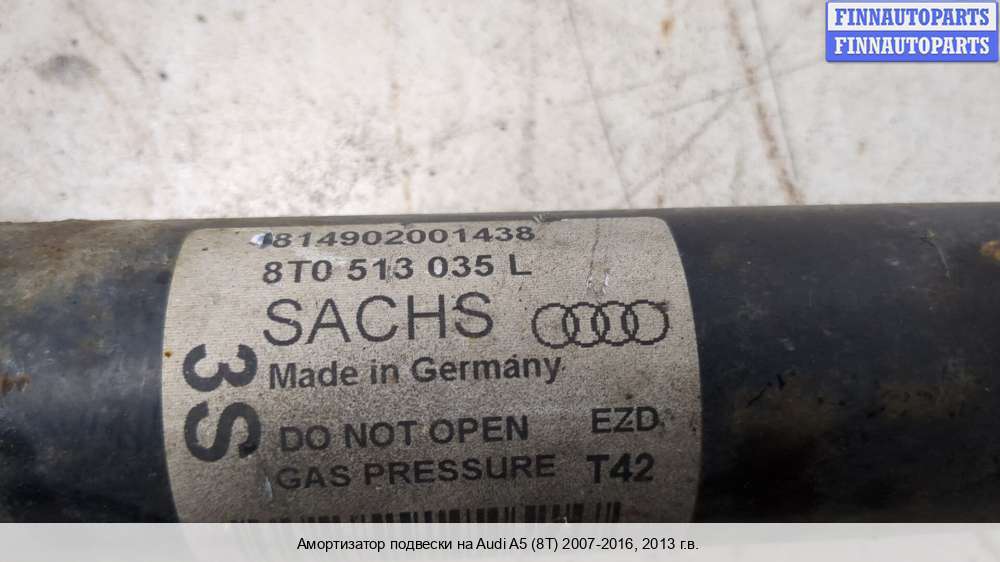 FINNAUTOPARTS
FINNAUTOPARTS
4814902001438
8T0 513 035 L
SACHS
Made in Germany
3S
DO NOT OPEN EZD
GAS PRESSURE T42
Амортизатор подвески на Audi A5 (8T) 2007-2016, 2013 г.в.